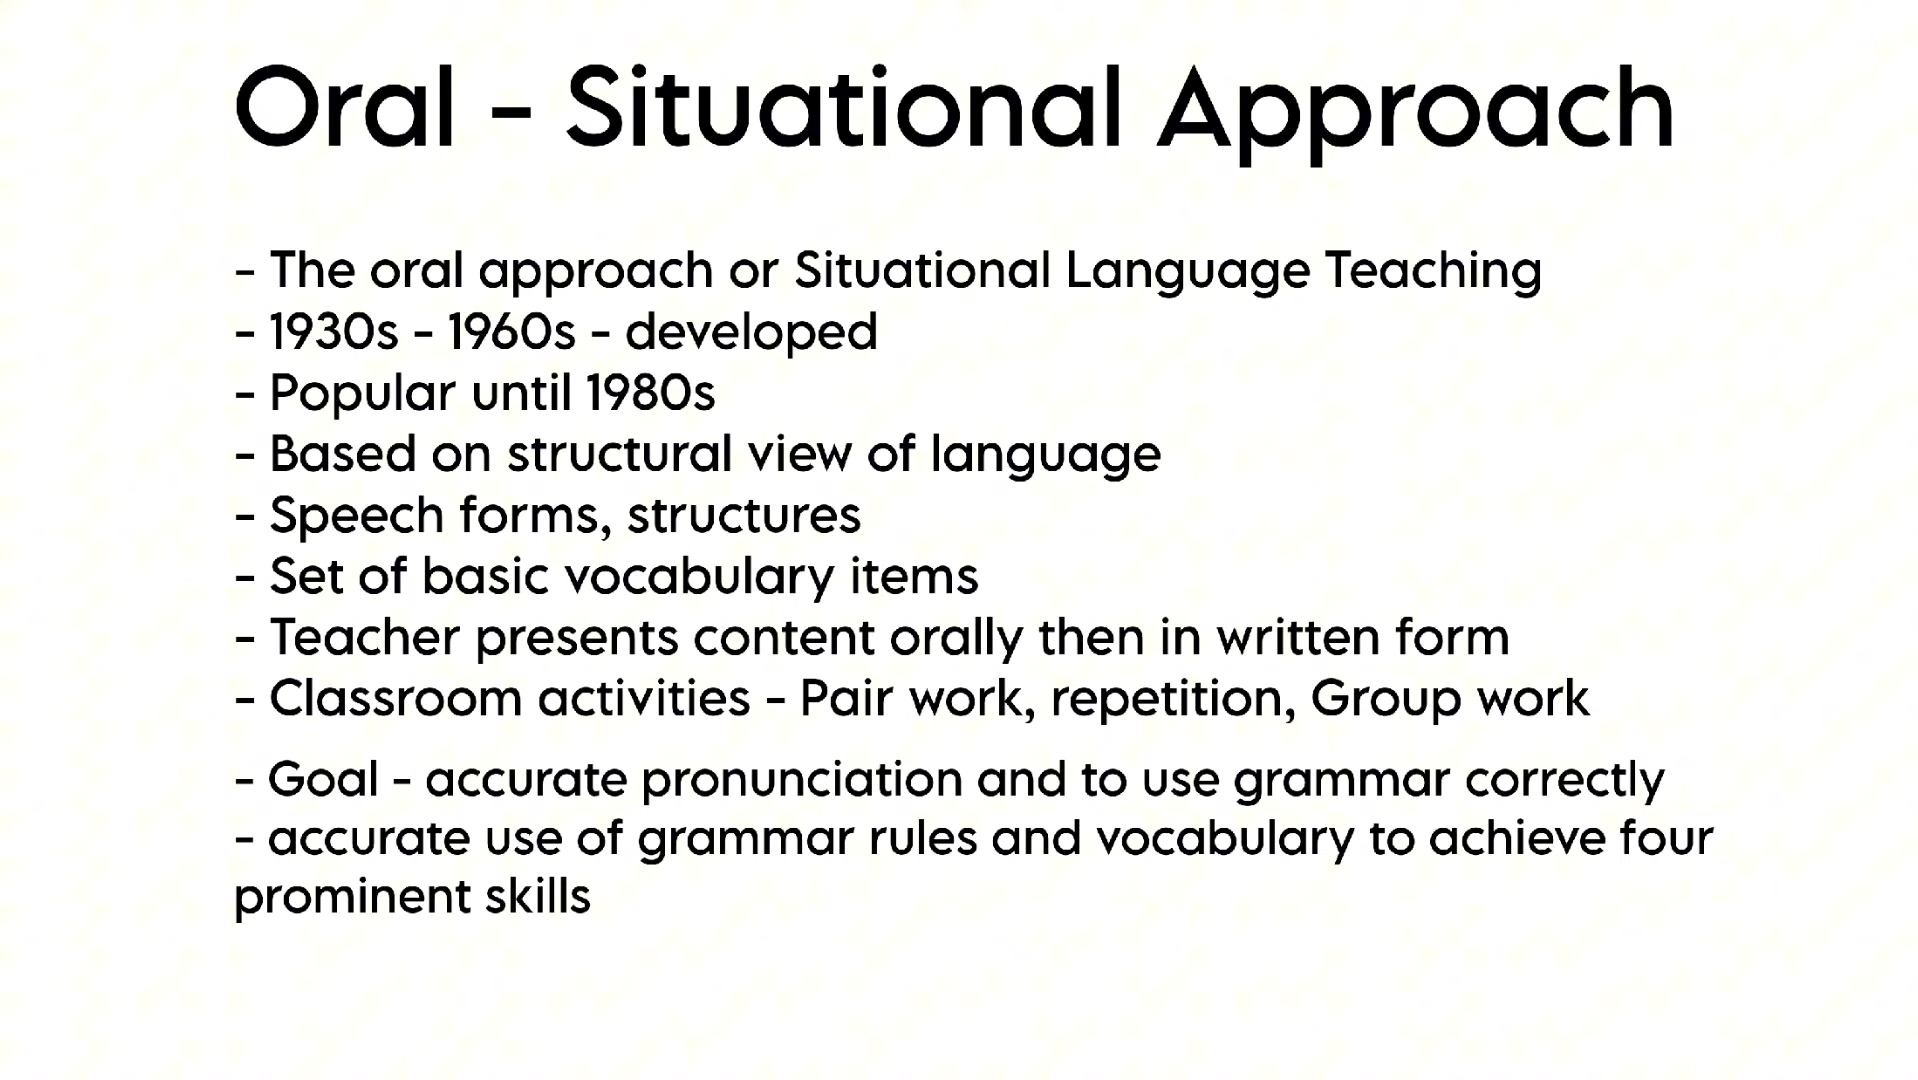 Oral - Situational Approach
- The oral approach or Situational Language Teaching
- 1930s - 1960s - developed
- Popular until 1980s
- Based on structural view of language
- Speech forms, structures
- Set of basic vocabulary items
- Teacher presents content orally then in written form
- Classroom activities - Pair work, repetition, Group work
- Goal - accurate pronunciation and to use grammar correctly
- accurate use of grammar rules and vocabulary to achieve four
prominent skills